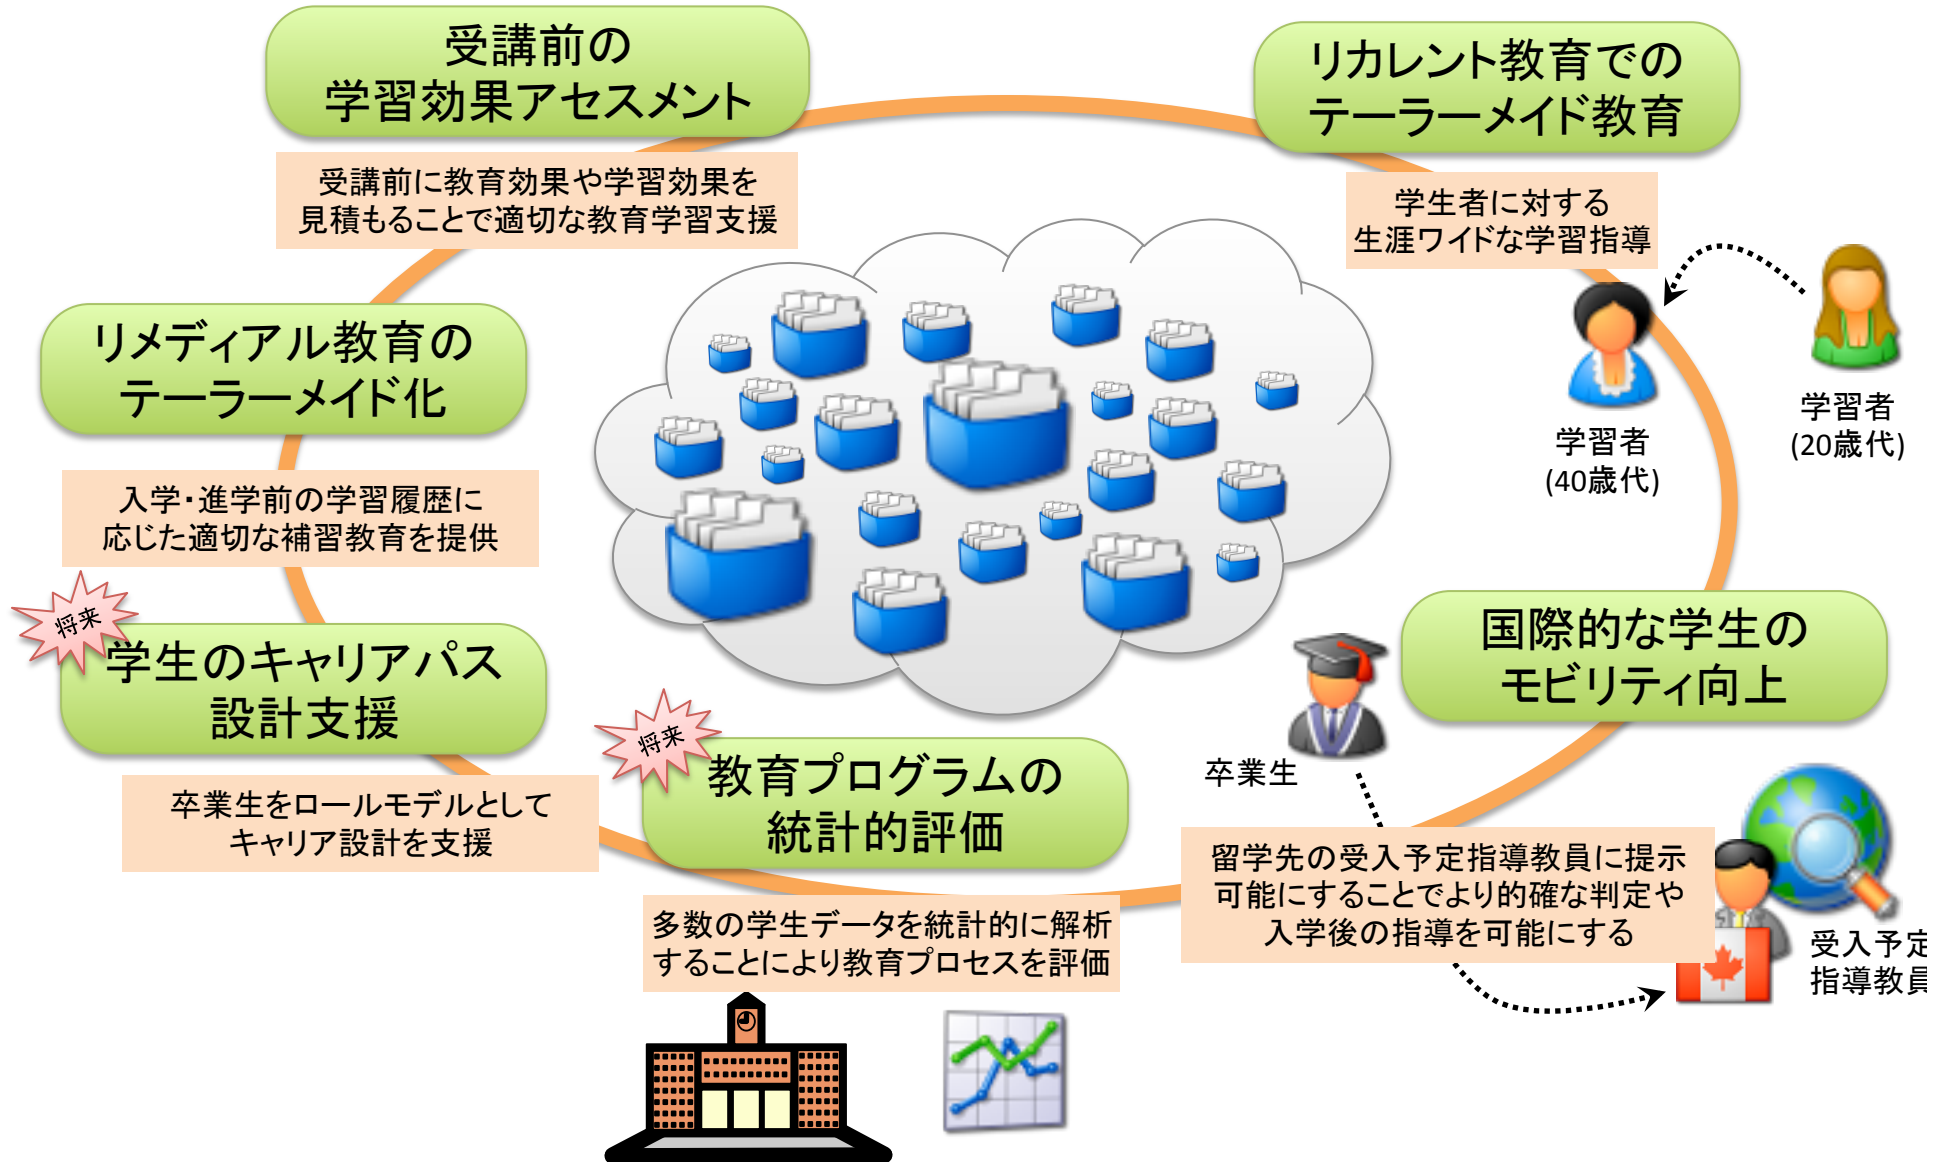 受講前の
学習効果アセスメント
受講前に教育効果や学習効果を
見積もることで適切な教育学習支援
リカレント教育での
テーラーメイド教育
学生者に対する
生涯ワイドな学習指導
学習者
(20歳代)
学習者
(40歳代)
リメディアル教育の
テーラーメイド化
入学・進学前の学習履歴に
応じた適切な補習教育を提供
将来
学生のキャリアパス
設計支援
卒業生をロールモデルとして
キャリア設計を支援
将来
教育プログラムの
統計的評価
多数の学生データを統計的に解析
することにより教育プロセスを評価
国際的な学生の
モビリティ向上
卒業生
留学先の受入予定指導教員に提示
可能にすることでより的確な判定や
入学後の指導を可能にする
受入予定
指導教員